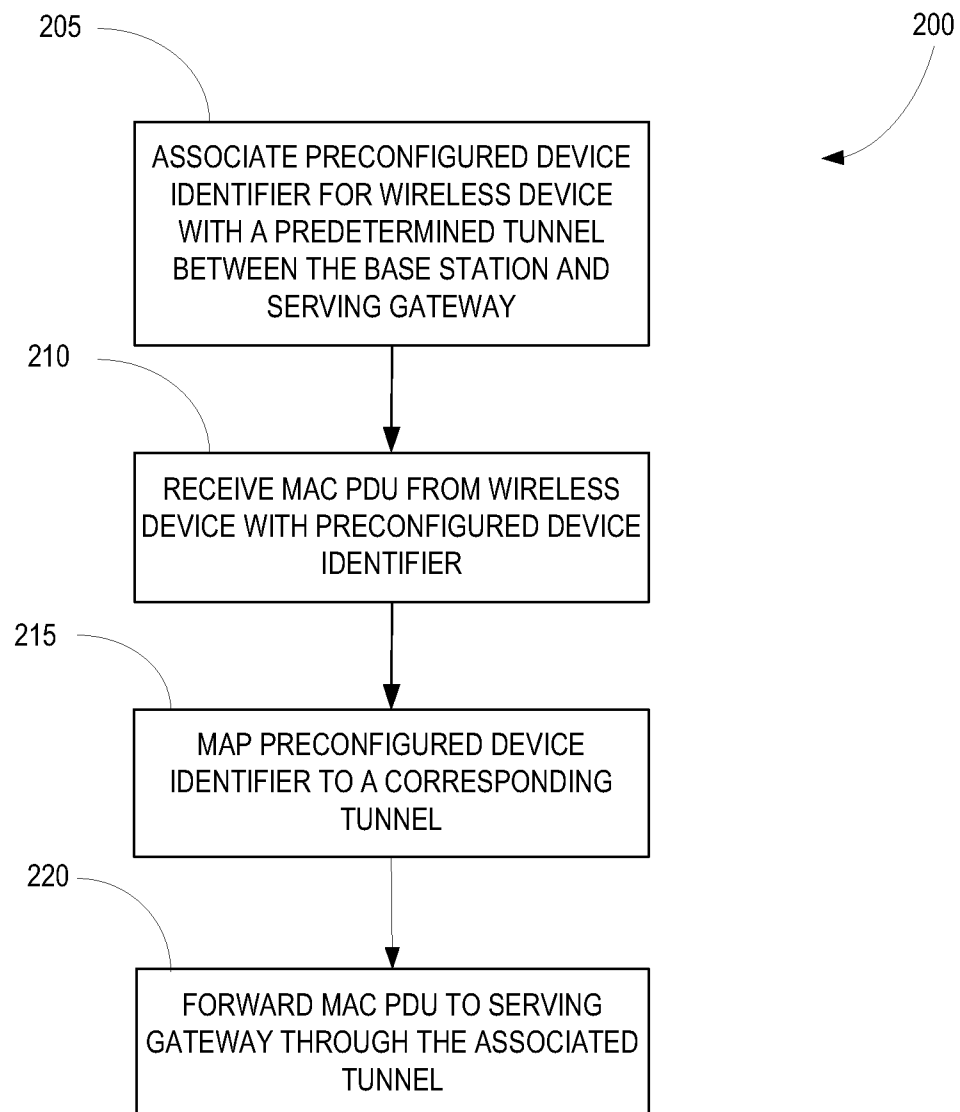 205
200
ASSOCIATE PRECONFIGURED DEVICE
IDENTIFIER FOR WIRELESS DEVICE
WITH A PREDETERMINED TUNNEL
BETWEEN THE BASE STATION AND
SERVING GATEWAY
210
RECEIVE MAC PDU FROM WIRELESS
DEVICE WITH PRECONFIGURED DEVICE
IDENTIFIER
215
MAP PRECONFIGURED DEVICE
IDENTIFIER TO A CORRESPONDING
TUNNEL
220
FORWARD MAC PDU TO SERVING
GATEWAY THROUGH THE ASSOCIATED
TUNNEL